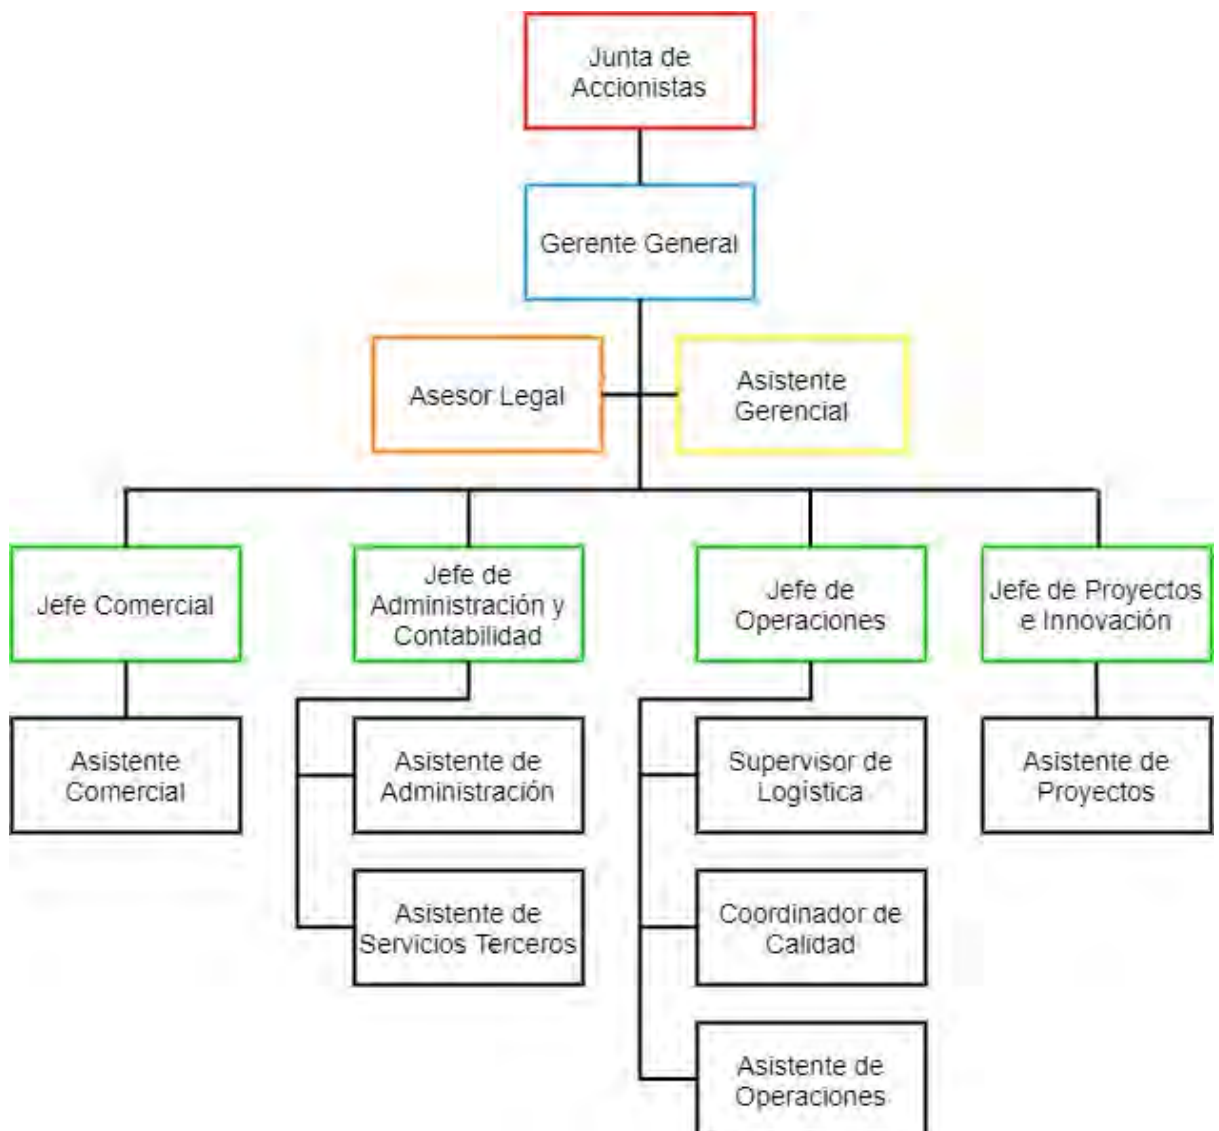 Junta de
Accionistas
Gerente General
Asesor Legal
Asistente
Gerencial
Jefe Comercial
Jefe de
Administración y
Contabilidad
Jefe de
Operaciones
Jefe de Proyectos
e Innovación
Asistente
Comercial
Asistente de
Administración
Supervisor de
Logística
Asistente de
Proyectos
Asistente de
Servicios Terceros
Coordinador de
Calidad
Asistente de
Operaciones